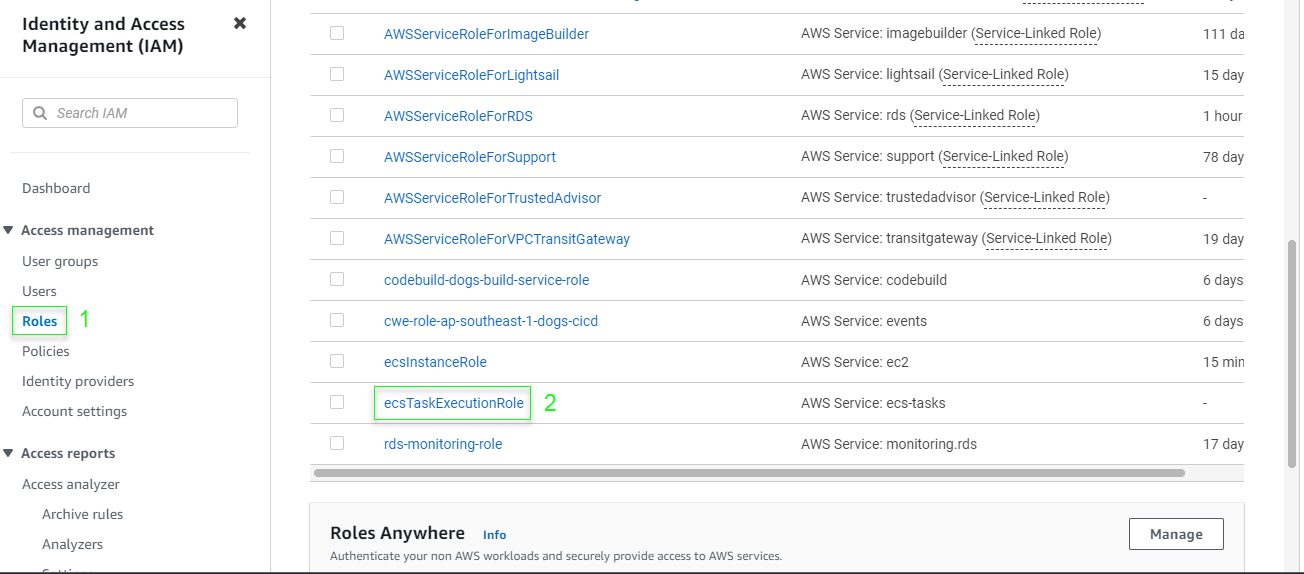 Identity and Access
Management (IAM)
Search IAM
Dashboard
Access management
User groups
Users
Roles 1
Policies
Identity providers
Account settings
Access reports
Access analyzer
Archive rules
Analyzers
AWSServiceRoleForImageBuilder AWS Service: imagebuilder (Service-Linked Role) 111 da
AWSServiceRoleForLightsail AWS Service: lightsail (Service-Linked Role) 15 day
AWSServiceRoleForRDS AWS Service: rds (Service-Linked Role) 1 hour
AWSServiceRoleForSupport AWS Service: support (Service-Linked Role) 78 day
AWSServiceRoleForTrustedAdvisor AWS Service: trustedadvisor (Service-Linked Role) -
AWSServiceRoleForVPCTransitGateway AWS Service: transitgateway (Service-Linked Role) 19 day
codebuild-dogs-build-service-role AWS Service: codebuild 6 days
cwe-role-ap-southeast-1-dogs-cicd AWS Service: events 6 days
ecsInstanceRole AWS Service: ec2 15 min
ecsTaskExecutionRole 2 AWS Service: ecs-tasks -
rds-monitoring-role AWS Service: monitoring.rds 17 day
Roles Anywhere Info
Manage
Authenticate your non AWS workloads and securely provide access to AWS services.